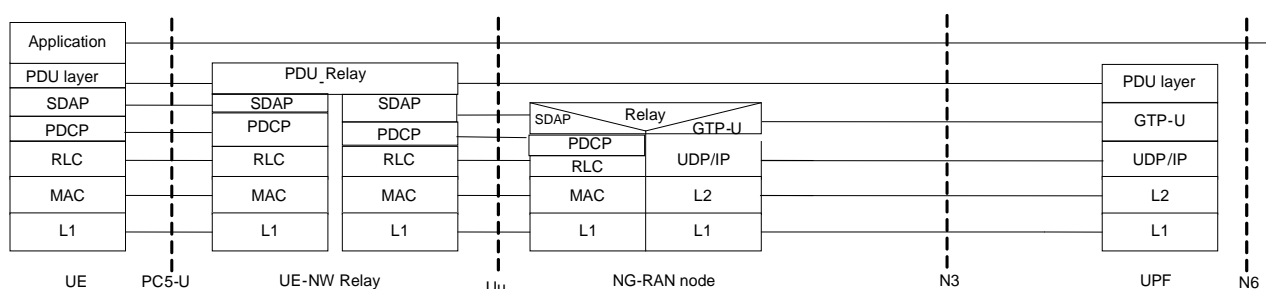 Application
PDU layer PDU_Relay PDU layer
SDAP SDAP SDAP SDAP Relay GTP-U GTP-U
PDCP PDCP PDCP PDCP
RLC RLC RLC RLC UDP/IP UDP/IP
MAC MAC MAC MAC L2 L2
L1 L1 L1 L1 L1 L1
UE PC5-U UE-NW Relay Uu NG-RAN node N3 UPF N6